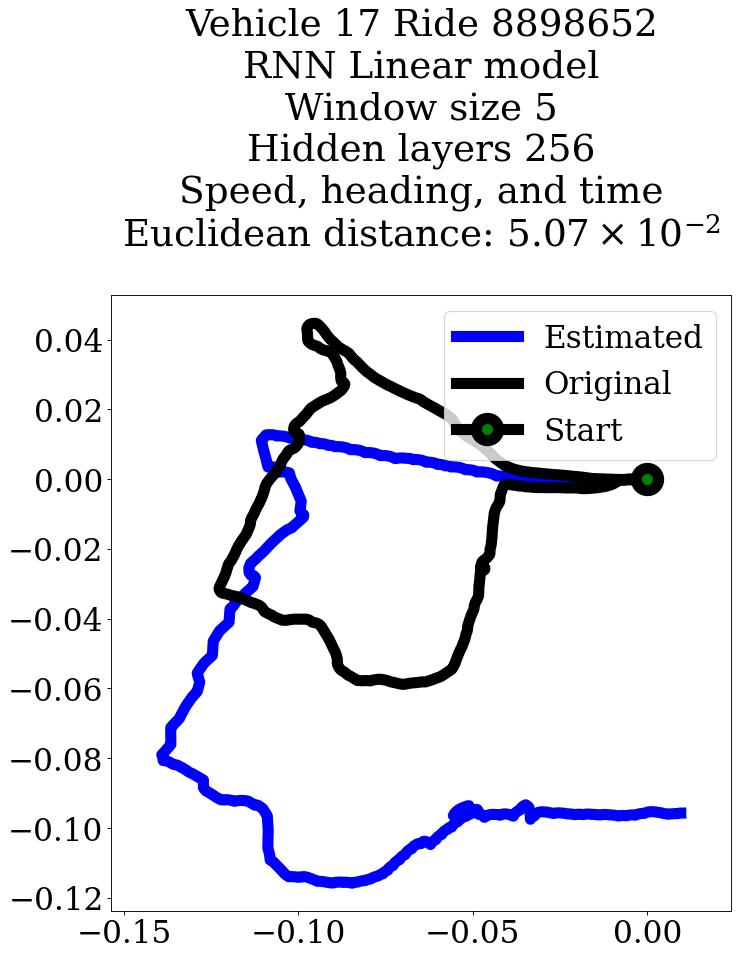 Vehicle 17 Ride 8898652
RNN Linear model
Window size 5
Hidden layers 256
Speed, heading, and time
Euclidean distance: 5.07 × 10⁻²
Estimated
Original
Start
0.04
0.02
0.00
−0.02
−0.04
−0.06
−0.08
−0.10
−0.12
−0.15
−0.10
−0.05
0.00